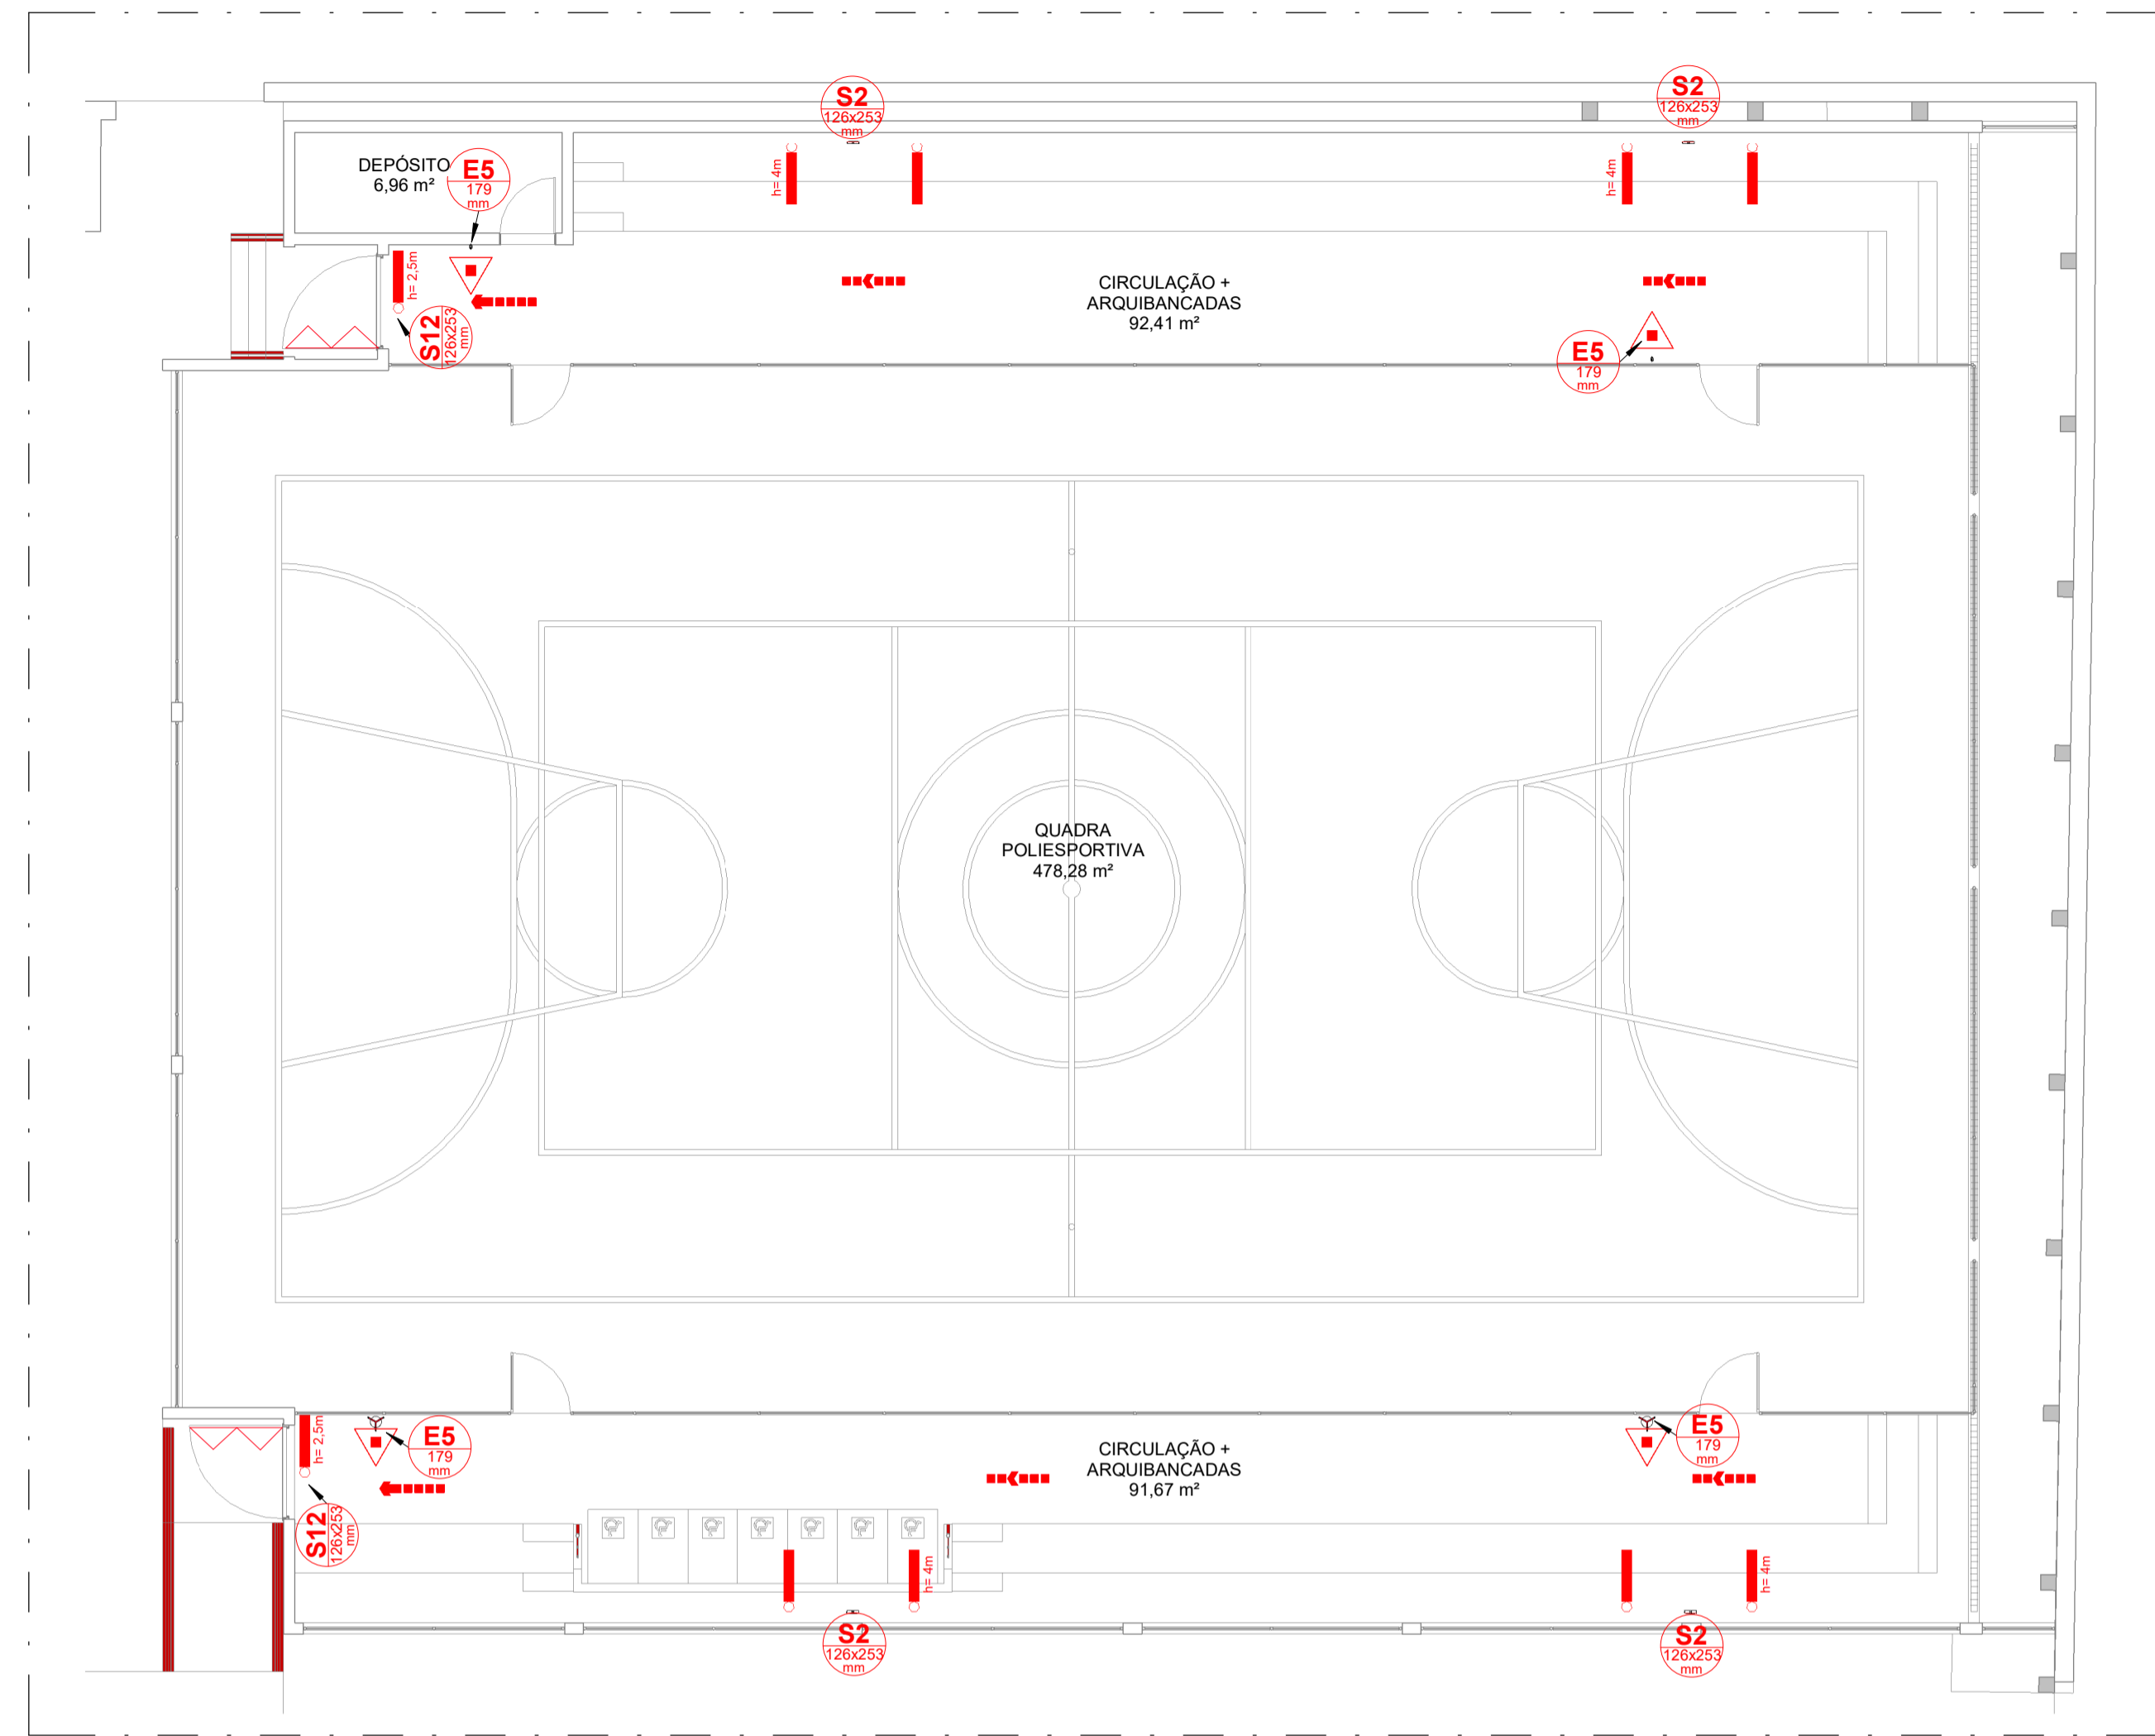 S2
126x253
mm
S2
126x253
mm
DEPÓSITO
6,96 m²
E5
179
mm
h= 4m
h= 4m
h= 2,5m
S12
126x253
mm
CIRCULAÇÃO +
ARQUIBANCADAS
92,41 m²
E5
179
mm
QUADRA
POLIESPORTIVA
478,28 m²
h= 2,5m
E5
179
mm
S12
126x253
mm
CIRCULAÇÃO +
ARQUIBANCADAS
91,67 m²
E5
179
mm
h= 4m
h= 4m
S2
126x253
mm
S2
126x253
mm